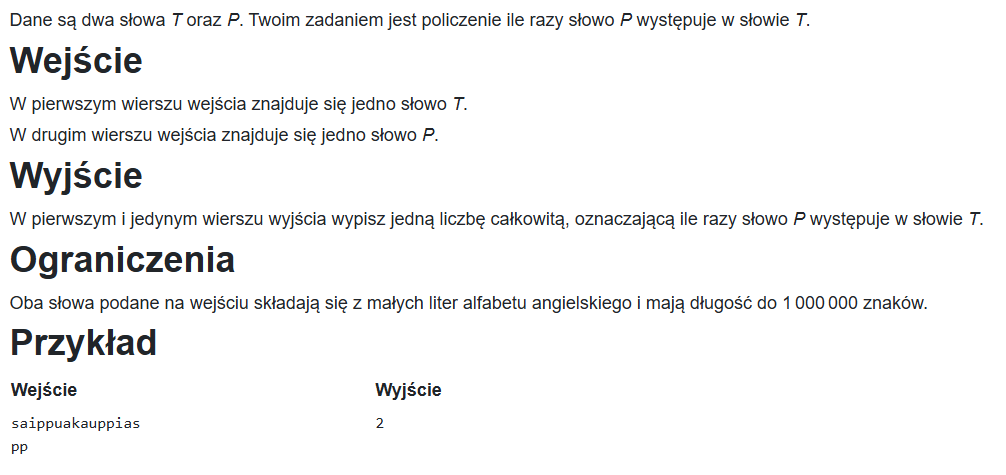 Dane są dwa słowa T oraz P. Twoim zadaniem jest policzenie ile razy słowo P występuje w słowie T.
Wejście
W pierwszym wierszu wejścia znajduje się jedno słowo T.
W drugim wierszu wejścia znajduje się jedno słowo P.
Wyjście
W pierwszym i jedynym wierszu wyjścia wypisz jedną liczbę całkowitą, oznaczającą ile razy słowo P występuje w słowie T.
Ograniczenia
Oba słowa podane na wejściu składają się z małych liter alfabetu angielskiego i mają długość do 1 000 000 znaków.
Przykład
Wejście Wyjście
saippuakauppias 2
pp